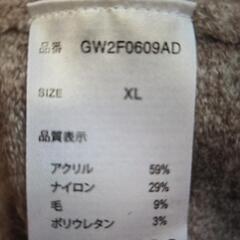 品番 GW2F0609AD
SIZE XL
品質表示
アクリル 59%
ナイロン 29%
毛 9%
ポリウレタン 3%